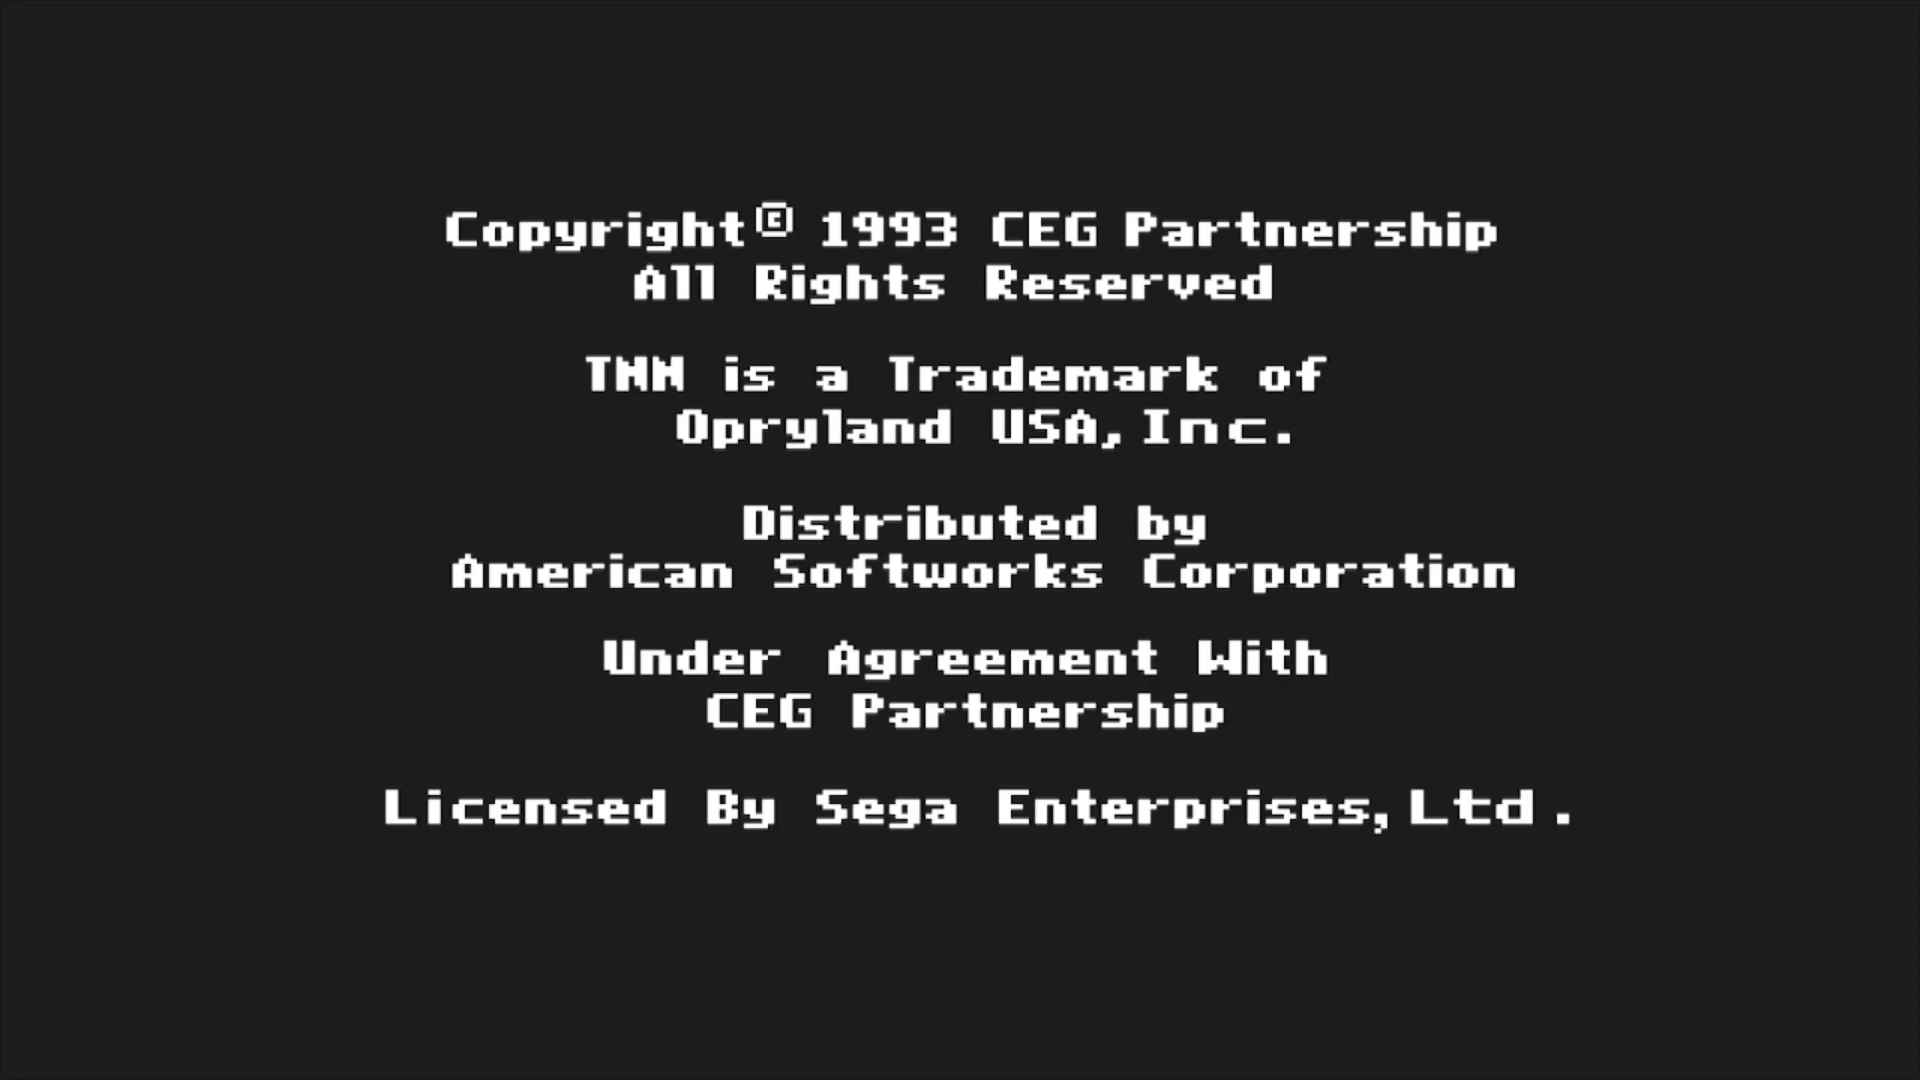 Copyright© 1993 CEG Partnership
All Rights Reserved
TNN is a Trademark of
Opryland USA,Inc.
Distributed by
American Softworks Corporation
Under Agreement With
CEG Partnership
Licensed By Sega Enterprises,Ltd.